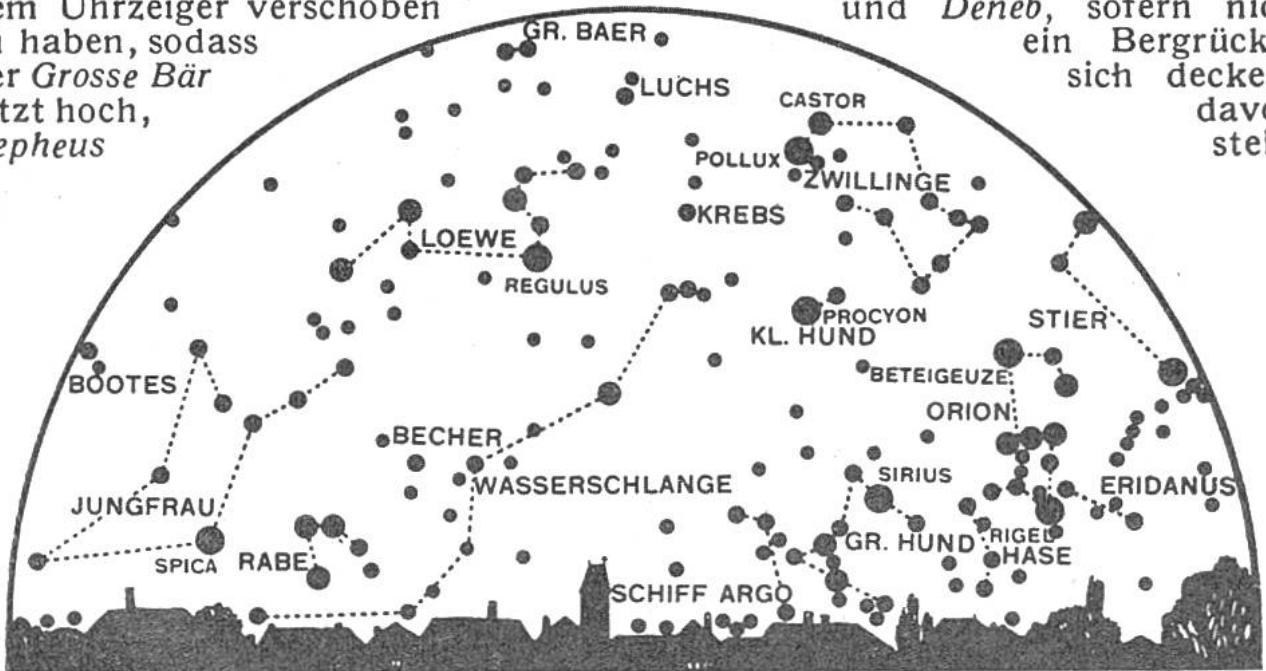 em Uhrzeiger verschoben
haben, sodass
er Grosse Bär
tzt hoch,
epheus
und Deneb, sofern nic
ein Bergrück
sich decke
dav
ste
GR. BAER
LUCHS
CASTOR
POLLUX
ZWILLINGE
KREBS
LOEWE
REGULUS
PROCYON
KL. HUND
STIER
BOOTES
BETEIGEUZE
ORION
BECHER
WASSERSCHLANGE
SIRIUS
ERIDANUS
JUNGFRAU
SPICA
RABE
GR. HUND
RIGEL
HASE
SCHIFF ARGO